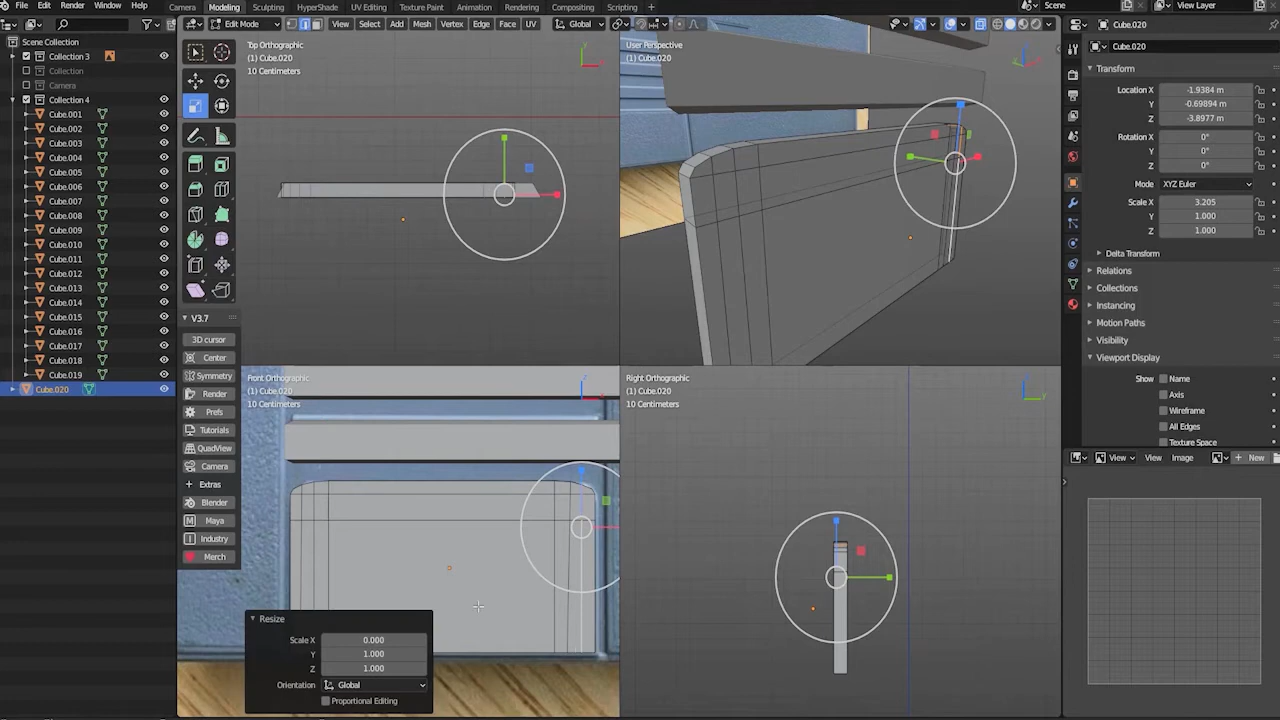 File Edit Render Window Help
Camera Modeling Sculpting HyperShade UV Editing Texture Paint Animation Rendering Compositing Scripting
Scene
View Layer
Edit Mode
View Select Add Mesh Vertex Edge Face UV
Global
Scene Collection
Collection 3
Collection
Camera
Collection 4
Cube.001
Cube.002
Cube.003
Cube.004
Cube.005
Cube.006
Cube.007
Cube.008
Cube.009
Cube.010
Cube.011
Cube.012
Cube.013
Cube.014
Cube.015
Cube.016
Cube.017
Cube.018
Cube.019
Cube.020
V3.7
3D cursor
Center
Symmetry
Render
Prefs
Tutorials
QuadView
Camera
Extras
Blender
M Maya
Industry
Merch
Top Orthographic
(1) Cube.020
10 Centimeters
User Perspective
(1) Cube.020
Front Orthographic
(1) Cube.020
10 Centimeters
Right Orthographic
(1) Cube.020
10 Centimeters
Resize
Scale X 0.000
Y 1.000
Z 1.000
Orientation Global
Proportional Editing
Cube.020
Cube.020
Transform
Location X -1.9384 m
Y -0.69894 m
Z -3.8977 m
Rotation X 0°
Y 0°
Z 0°
Mode XYZ Euler
Scale X 3.205
Y 1.000
Z 1.000
Delta Transform
Relations
Collections
Instancing
Motion Paths
Visibility
Viewport Display
Show Name
Axis
Wireframe
All Edges
Texture Space
View View Image New